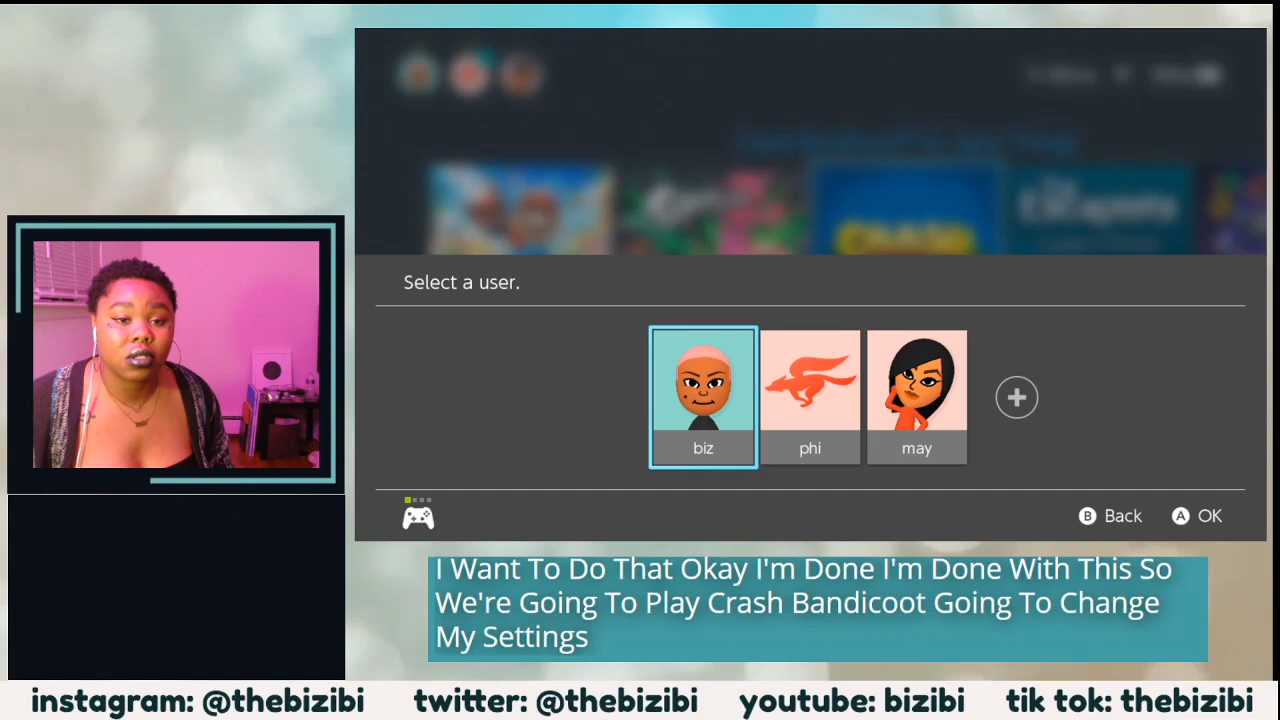 CRASH
Select a user.
biz
phi
may
B Back
A OK
I Want To Do That Okay I'm Done I'm Done With This So
We're Going To Play Crash Bandicoot Going To Change
My Settings
instagram: @thebizibi
twitter: @thebizibi
youtube: bizibi
tik tok: thebizibi